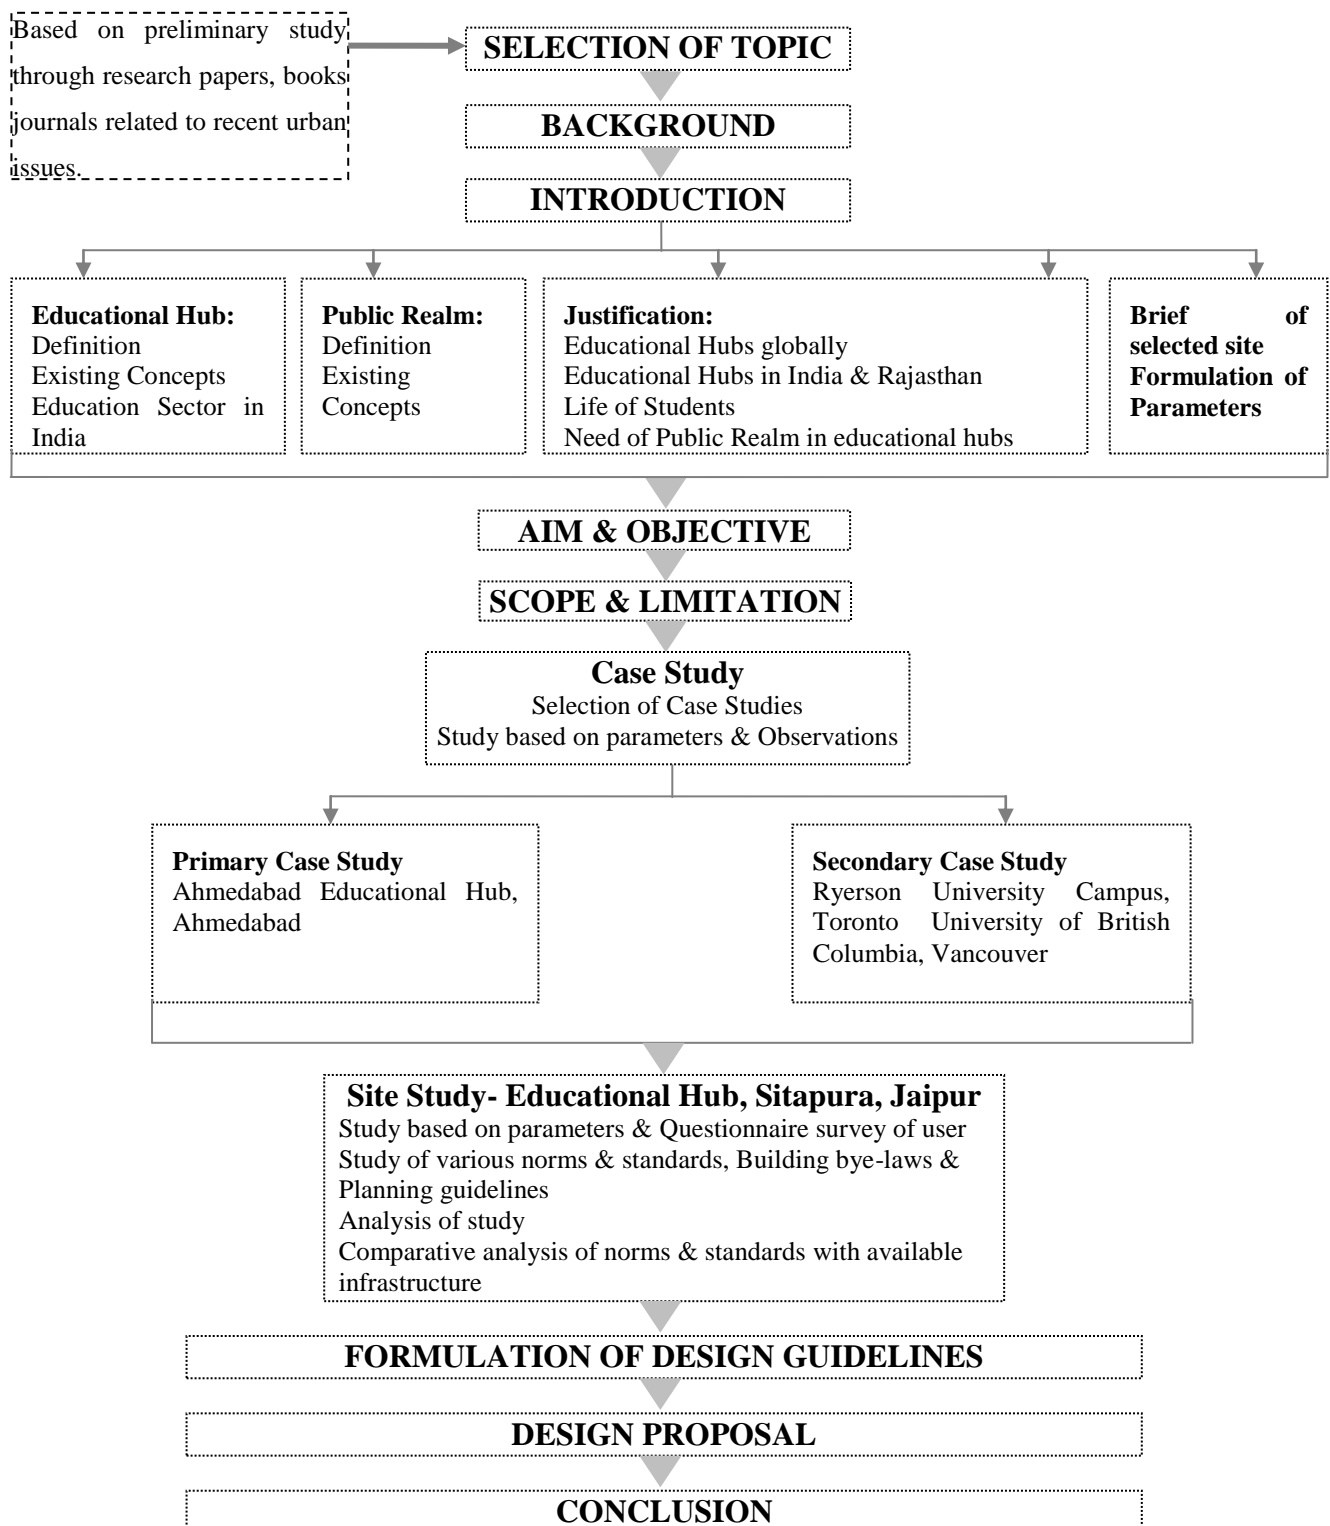 Based on preliminary study
through research papers, books
journals related to recent urban
issues.
SELECTION OF TOPIC
BACKGROUND
INTRODUCTION
Educational Hub:
Definition
Existing Concepts
Education Sector in
India
Public Realm:
Definition
Existing
Concepts
Justification:
Educational Hubs globally
Educational Hubs in India & Rajasthan
Life of Students
Need of Public Realm in educational hubs
Brief of
selected site
Formulation of
Parameters
AIM & OBJECTIVE
SCOPE & LIMITATION
Case Study
Selection of Case Studies
Study based on parameters & Observations
Primary Case Study
Ahmedabad Educational Hub,
Ahmedabad
Secondary Case Study
Ryerson University Campus,
Toronto University of British
Columbia, Vancouver
Site Study- Educational Hub, Sitapura, Jaipur
Study based on parameters & Questionnaire survey of user
Study of various norms & standards, Building bye-laws &
Planning guidelines
Analysis of study
Comparative analysis of norms & standards with available
infrastructure
FORMULATION OF DESIGN GUIDELINES
DESIGN PROPOSAL
CONCLUSION